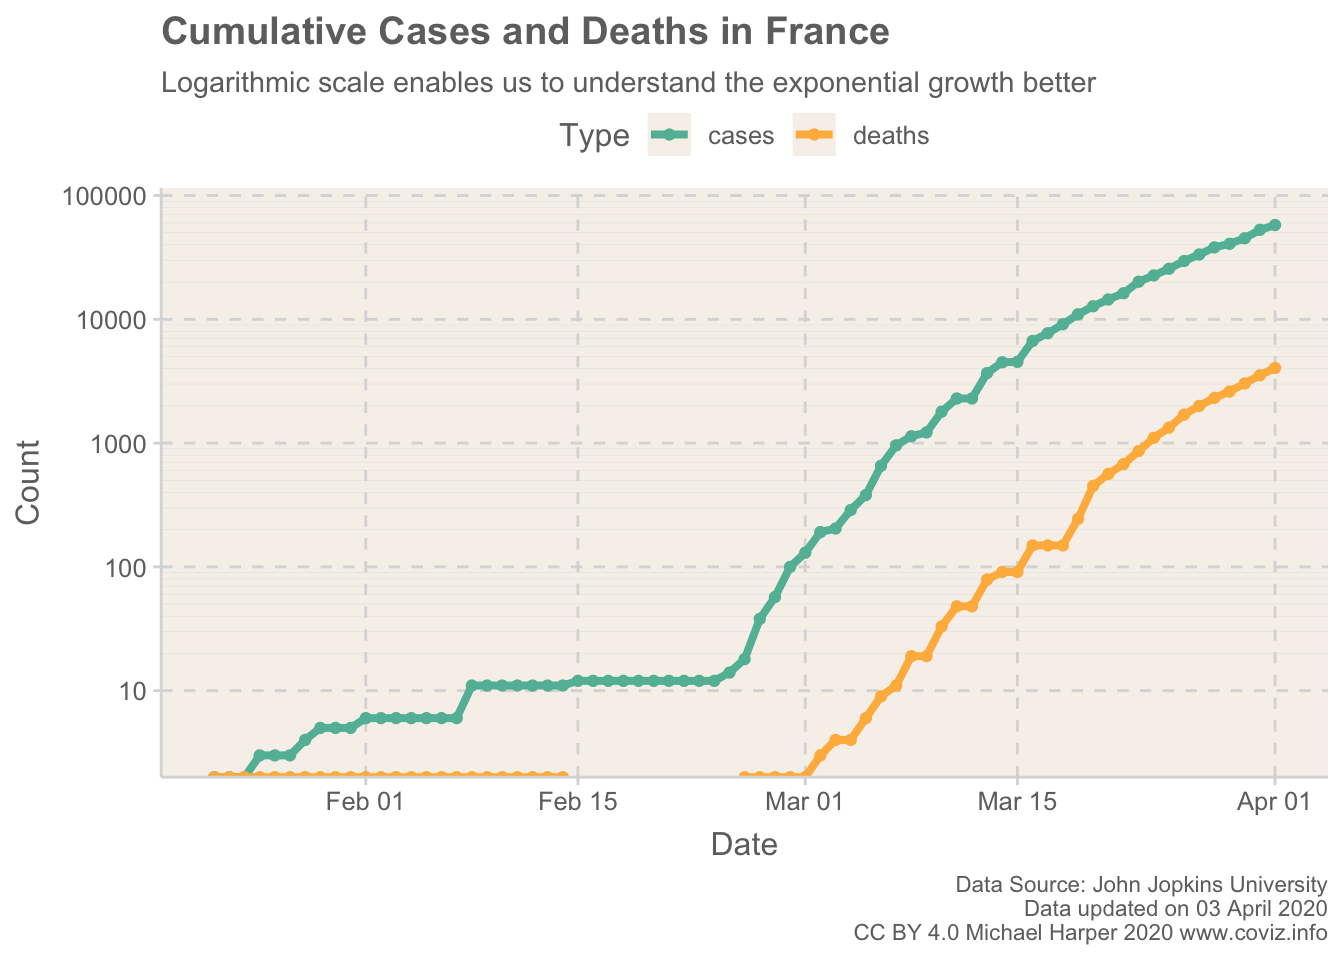 Cumulative Cases and Deaths in France
Logarithmic scale enables us to understand the exponential growth better
Type cases deaths
100000
10000
1000
100
10
Count
Feb 01 Feb 15 Mar 01 Mar 15 Apr 01
Date
Data Source: John Jopkins University
Data updated on 03 April 2020
CC BY 4.0 Michael Harper 2020 www.coviz.info